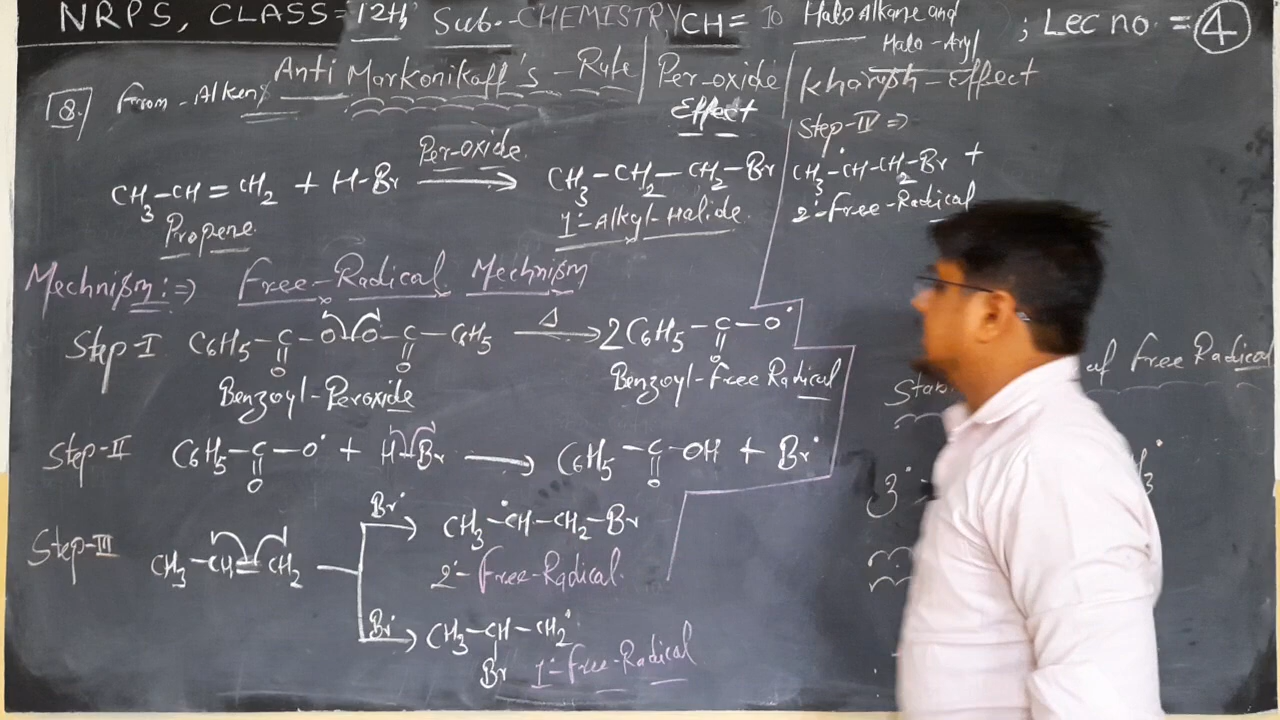 NRPS, CLASS=12th Sub.-CHEMISTRY, CH= 10 Halo Alkane and Halo-Aryl ; Lec no. = 4
8. From-Alkene Anti Markonikoff's-Rule / Per-oxide Effect / kharash-Effect
CH3-CH=CH2 + H-Br Per-oxide → CH3-CH2-CH2-Br
Propene 1°-Alkyl-Halide
Mechnism:⇒ Free-Radical Mechnism
Step-I C6H5-C-O-O-C-C6H5 Δ → 2C6H5-C-O•
O O O
Benzoyl-Peroxide Benzoyl-Free Radical
Step-II C6H5-C-O• + H-Br → C6H5-C-OH + Br•
O O
Step-III CH3-CH=CH2
Br• → CH3-•CH-CH2-Br
2°-Free-Radical
Br• → CH3-CH-CH2•
Br 1°-Free-Radical
Step-IV ⇒
CH3-•CH-CH2-Br +
2°-Free-Radical
of Free Radical
3°